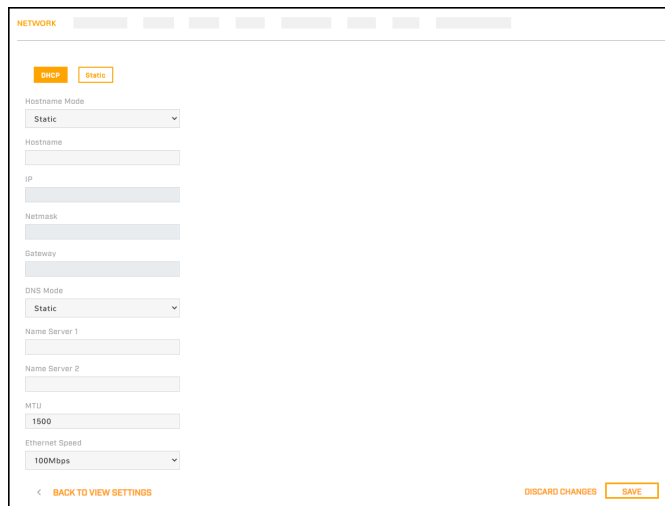 NETWORK
DHCP Static
Hostname Mode
Static
Hostname
IP
Netmask
Gateway
DNS Mode
Static
Name Server 1
Name Server 2
MTU
1500
Ethernet Speed
100Mbps
< BACK TO VIEW SETTINGS DISCARD CHANGES SAVE